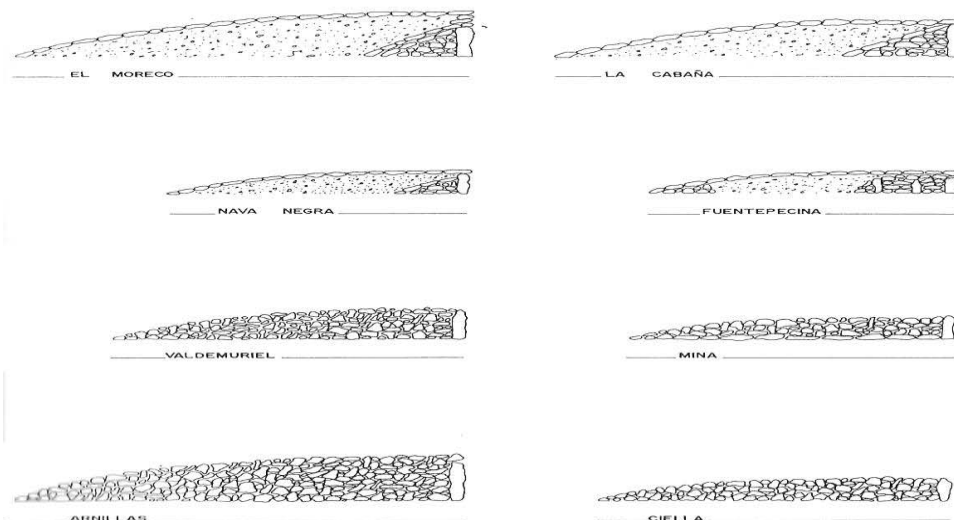 EL MORECO
LA CABAÑA
NAVA NEGRA
FUENTEPECINA
VALDEMURIEL
MINA
ARNILLAS
CIELLA